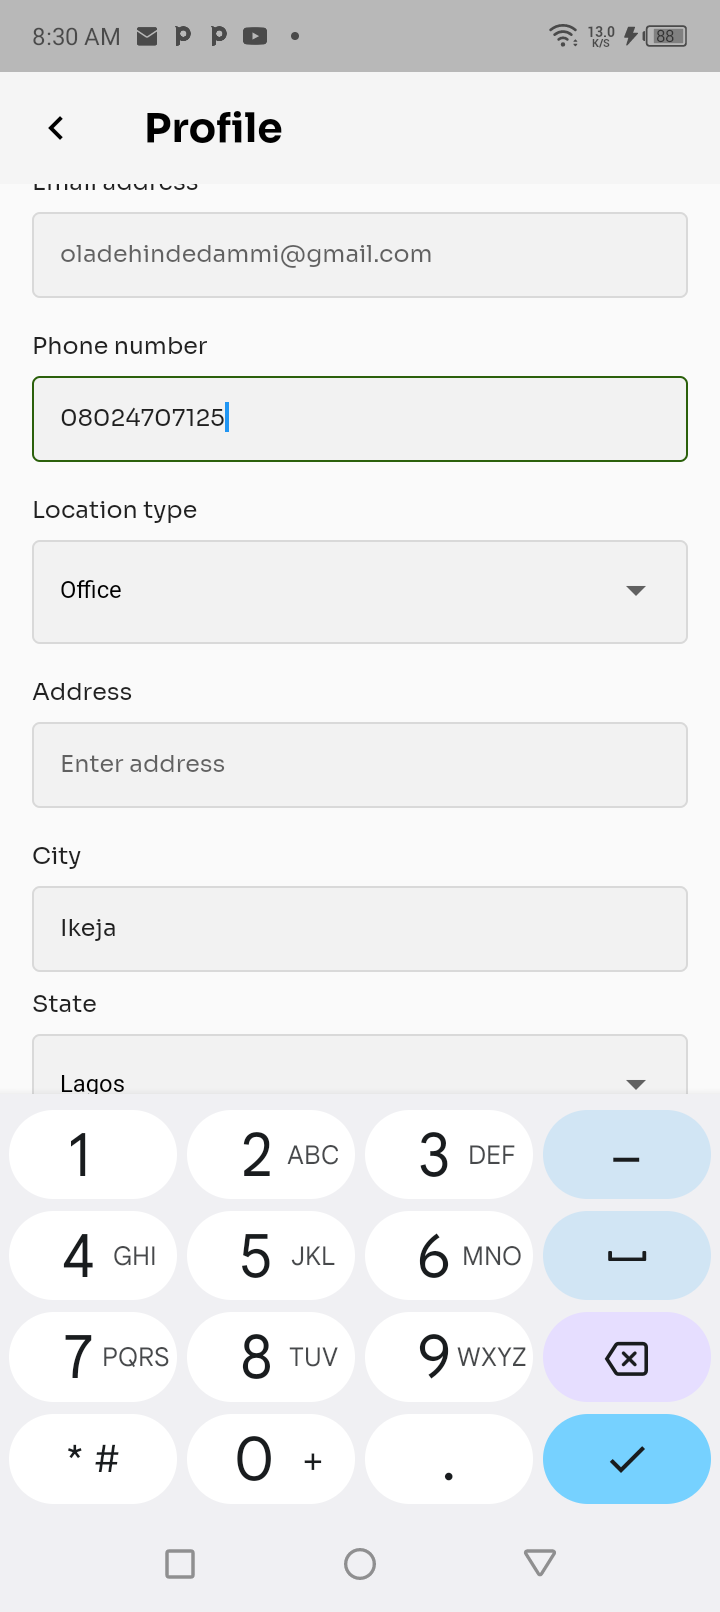 8:30 AM
13.0
K/S
88
Profile
Email address
oladehindedammi@gmail.com
Phone number
08024707125
Location type
Office
Address
Enter address
City
Ikeja
State
Lagos
1 2 ABC 3 DEF –
4 GHI 5 JKL 6 MNO
7 PQRS 8 TUV 9 WXYZ
* # 0 + .